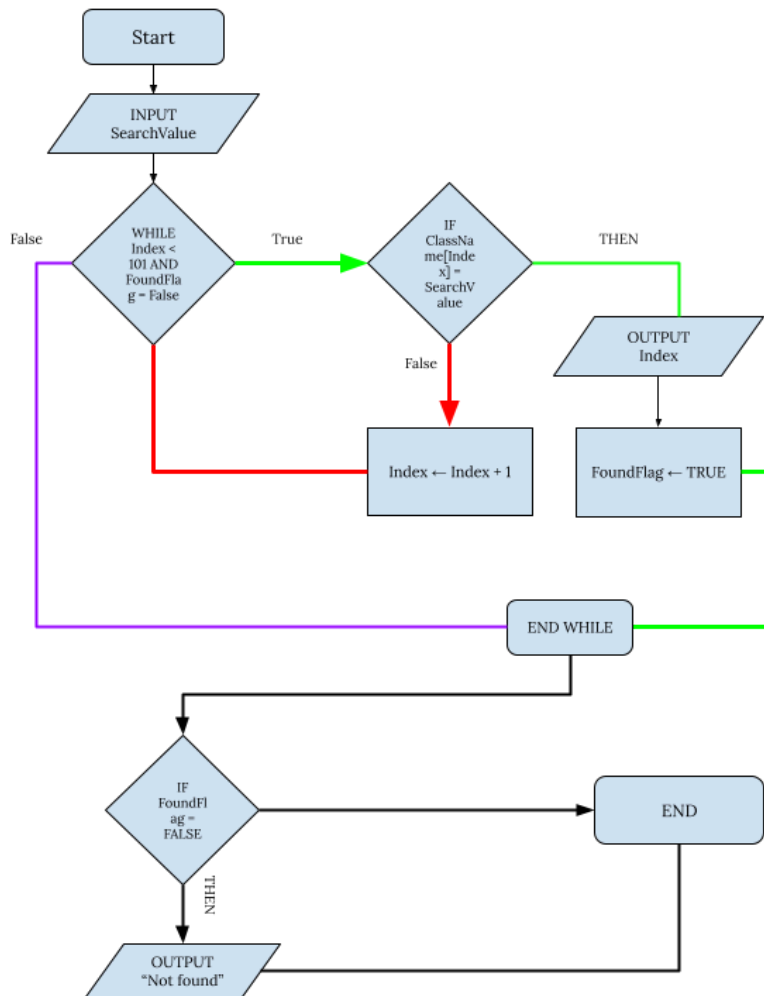 Start
INPUT
SearchValue
False
WHILE
Index <
101 AND
FoundFla
g = False
True
IF
ClassNa
me[Inde
x] =
SearchV
alue
THEN
OUTPUT
Index
False
Index ← Index + 1
FoundFlag ← TRUE
END WHILE
IF
FoundFl
ag =
FALSE
END
THEN
OUTPUT
“Not found”